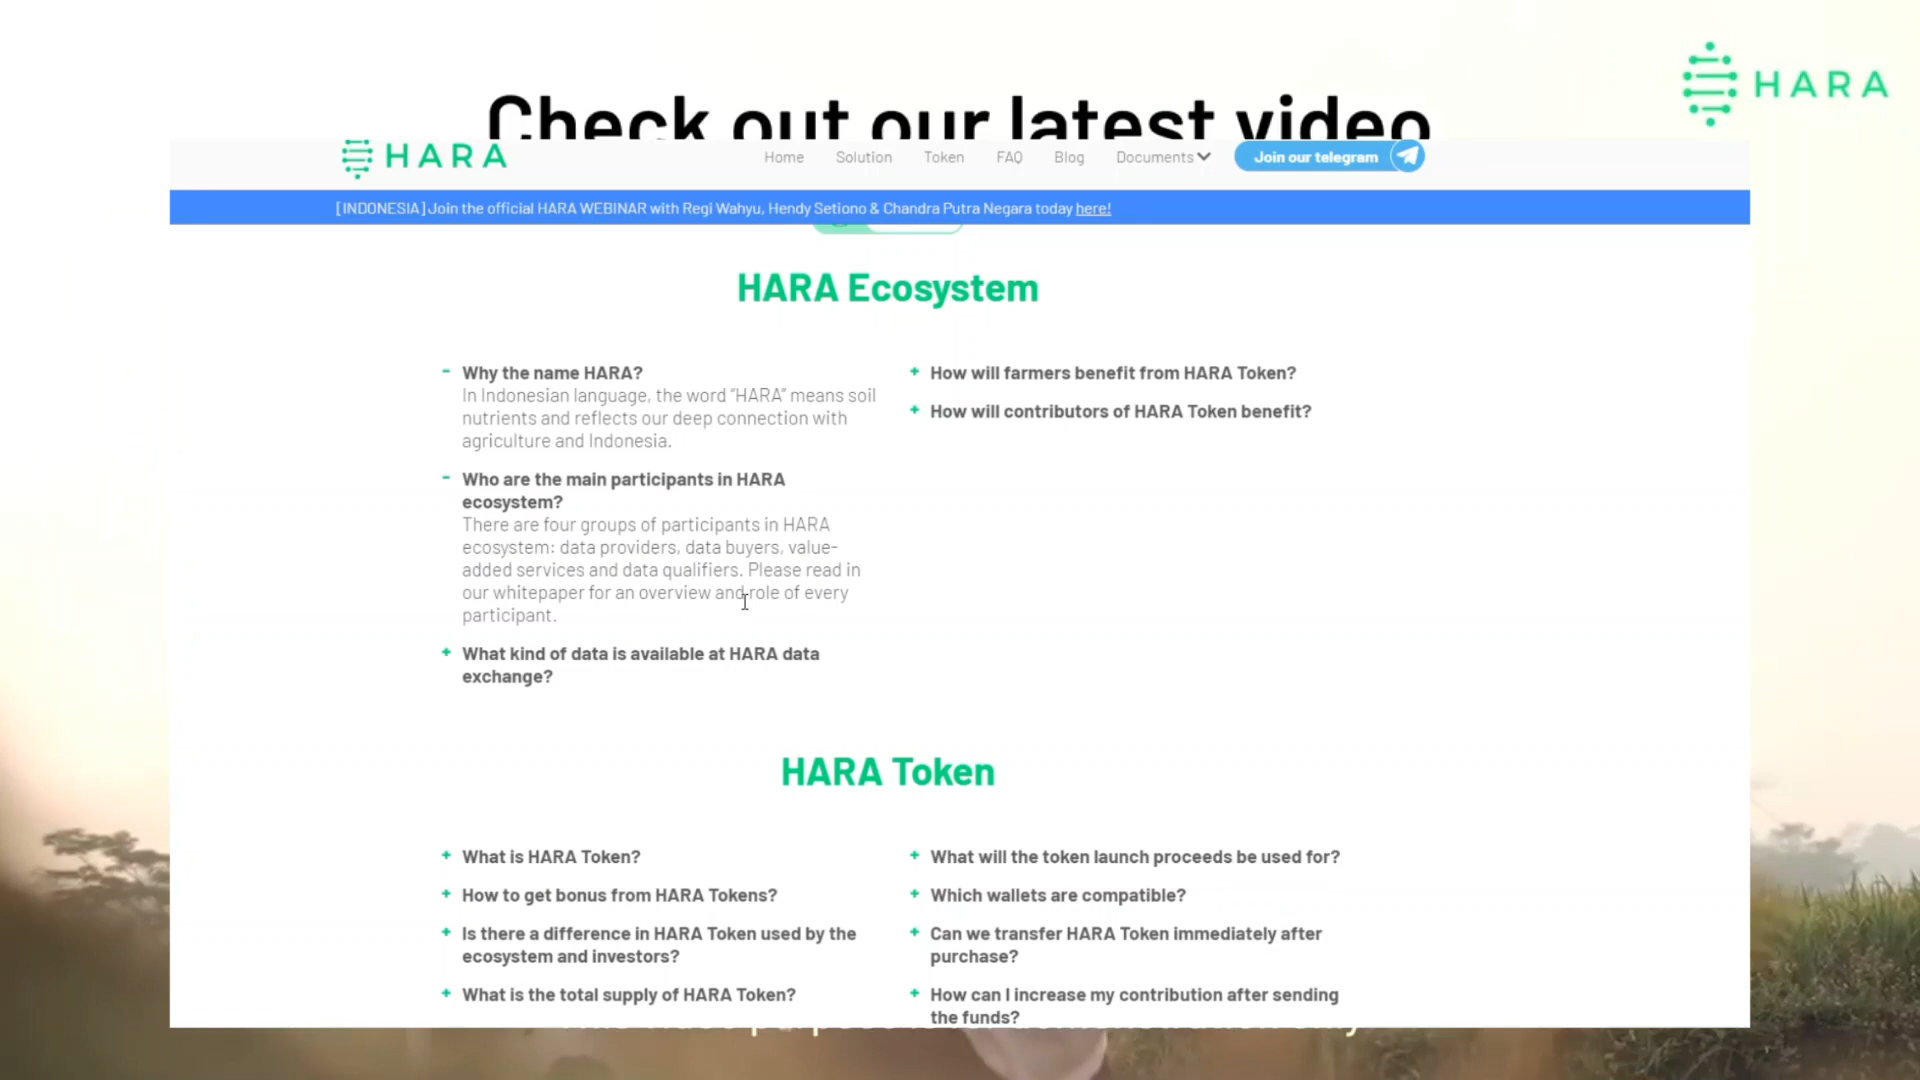 Check out our latest video
HARA
HARA
Home Solution Token FAQ Blog Documents Join our telegram
[INDONESIA] Join the official HARA WEBINAR with Regi Wahyu, Hendy Setiono & Chandra Putra Negara today here!
HARA Ecosystem
- Why the name HARA?
In Indonesian language, the word “HARA” means soil
nutrients and reflects our deep connection with
agriculture and Indonesia.
- Who are the main participants in HARA
ecosystem?
There are four groups of participants in HARA
ecosystem: data providers, data buyers, value-
added services and data qualifiers. Please read in
our whitepaper for an overview and role of every
participant.
+ What kind of data is available at HARA data
exchange?
+ How will farmers benefit from HARA Token?
+ How will contributors of HARA Token benefit?
HARA Token
+ What is HARA Token?
+ How to get bonus from HARA Tokens?
+ Is there a difference in HARA Token used by the
ecosystem and investors?
+ What is the total supply of HARA Token?
+ What will the token launch proceeds be used for?
+ Which wallets are compatible?
+ Can we transfer HARA Token immediately after
purchase?
+ How can I increase my contribution after sending
the funds?